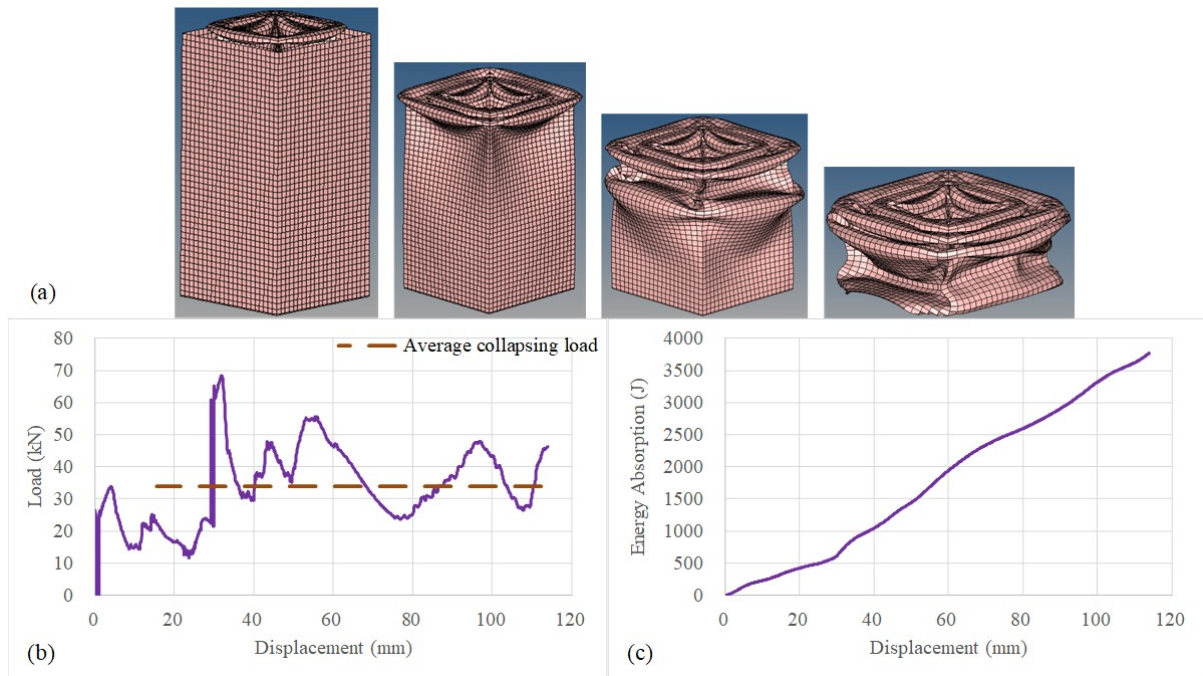 (a)
Average collapsing load
80
70
60
50
40
30
20
10
0
Load (kN)
0 20 40 60 80 100 120
Displacement (mm)
(b)
4000
3500
3000
2500
2000
1500
1000
500
0
Energy Absorption (J)
0 20 40 60 80 100 120
Displacement (mm)
(c)